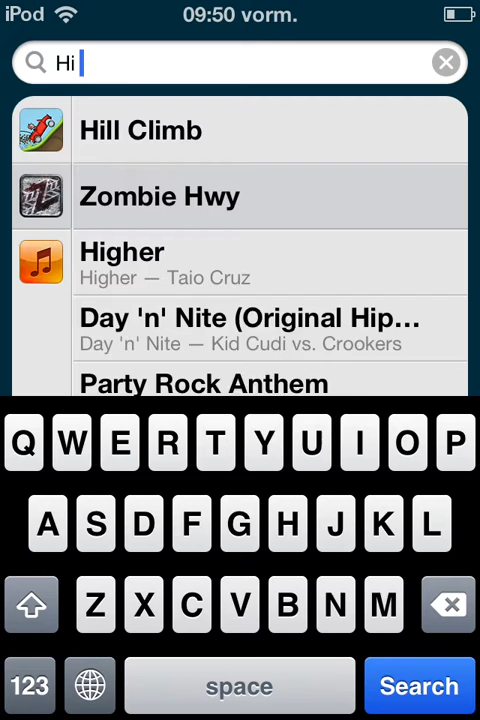 iPod 09:50 vorm.
Hi
Hill Climb
Zombie Hwy
Higher
Higher — Taio Cruz
Day 'n' Nite (Original Hip...
Day 'n' Nite — Kid Cudi vs. Crookers
Party Rock Anthem
Q W E R T Y U I O P
A S D F G H J K L
Z X C V B N M
123 space Search